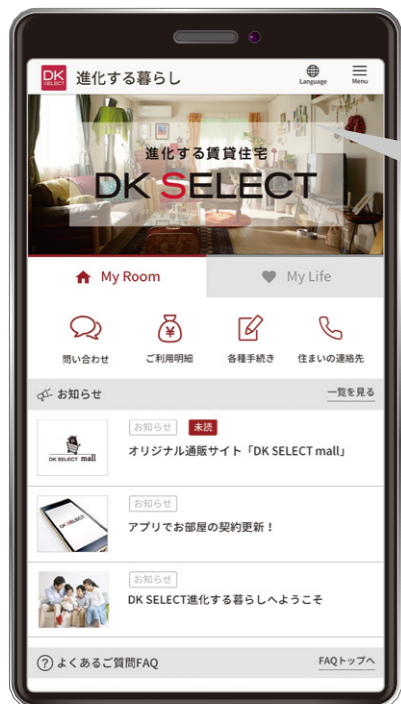 DK
SELECT
進化する暮らし
Language
Menu
進化する賃貸住宅
DK SELECT
My Room
My Life
問い合わせ
ご利用明細
各種手続き
住まいの連絡先
お知らせ
一覧を見る
お知らせ 未読
DK SELECT mall
オリジナル通販サイト「DK SELECT mall」
お知らせ
DK SELECT
アプリでお部屋の契約更新！
お知らせ
DK SELECT進化する暮らしへようこそ
よくあるご質問FAQ
FAQトップへ